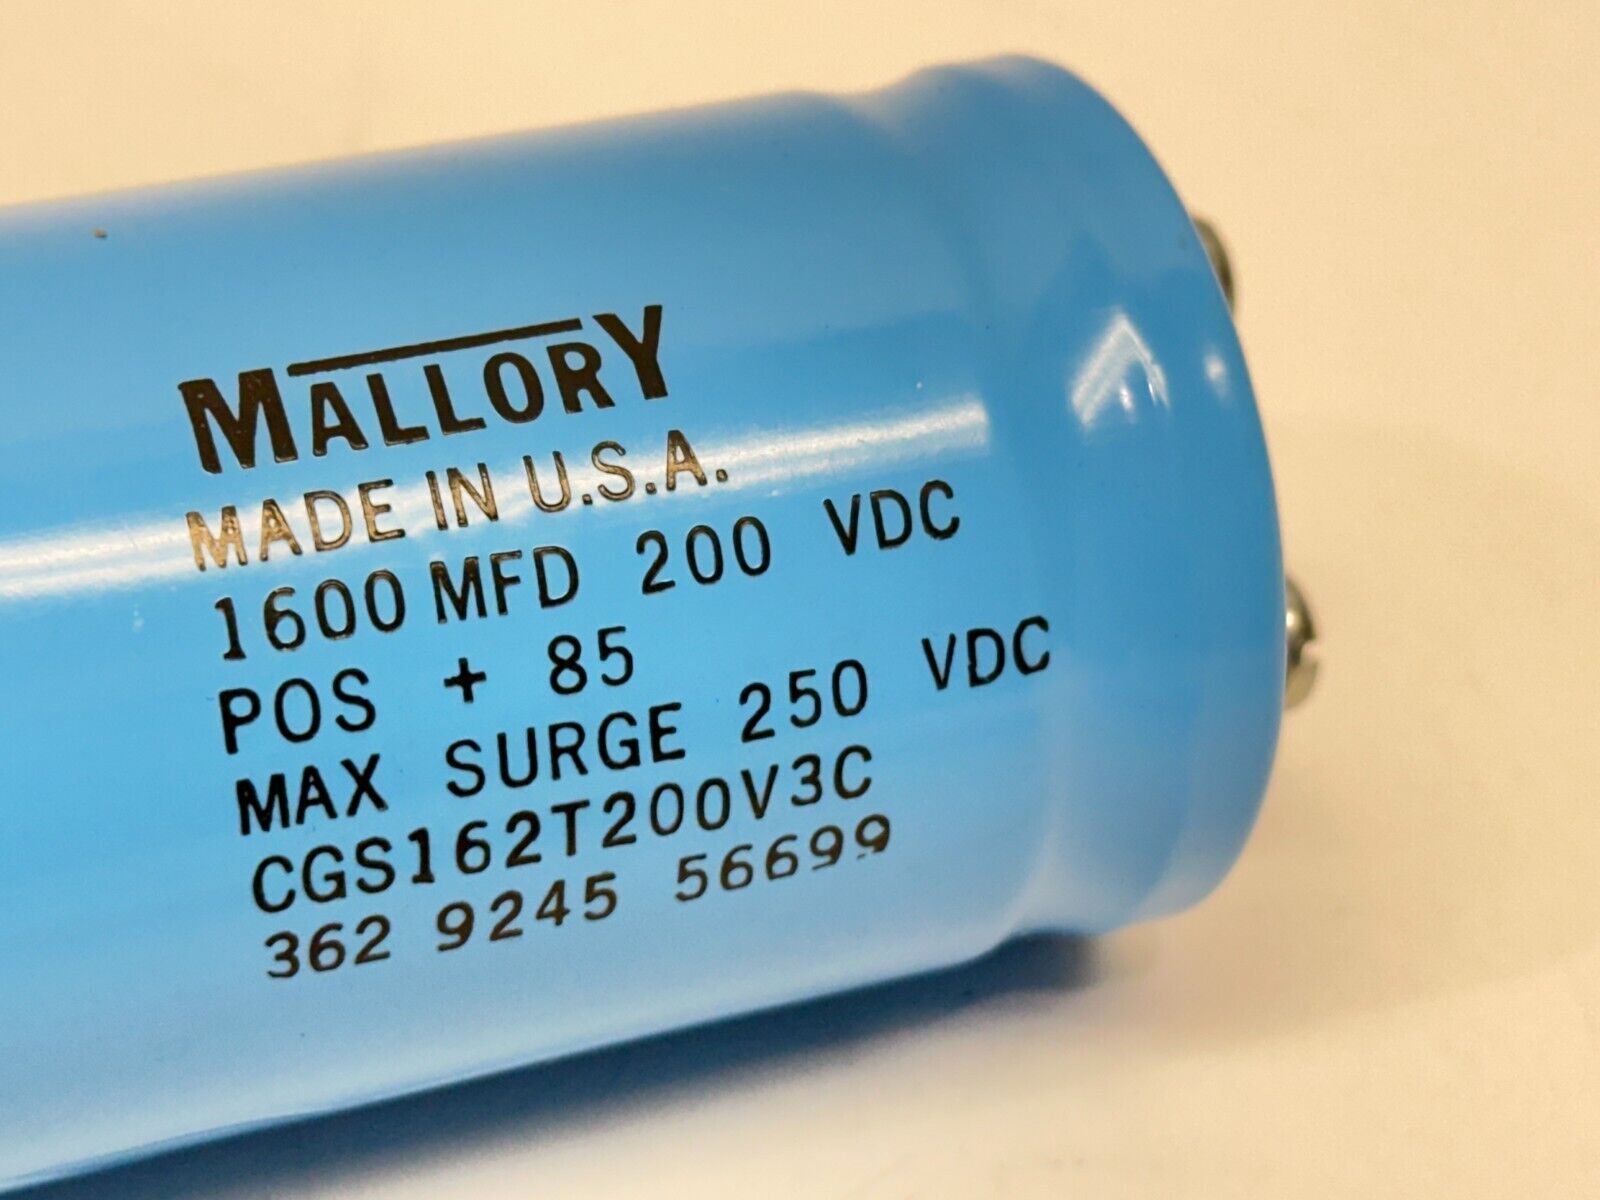 MALLORY
MADE IN U.S.A.
1600 MFD 200 VDC
POS + 85
MAX SURGE 250 VDC
CGS162T200V3C
362 9245 56699